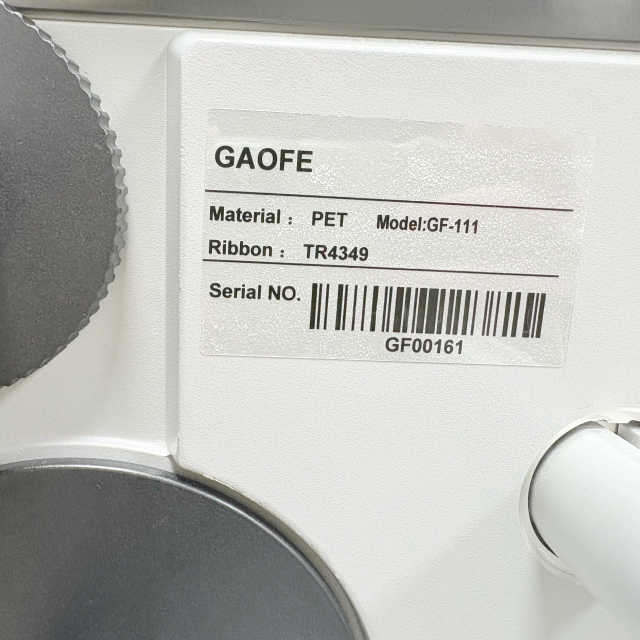 GAOFE
Material : PET Model:GF-111
Ribbon : TR4349
Serial NO.
GF00161